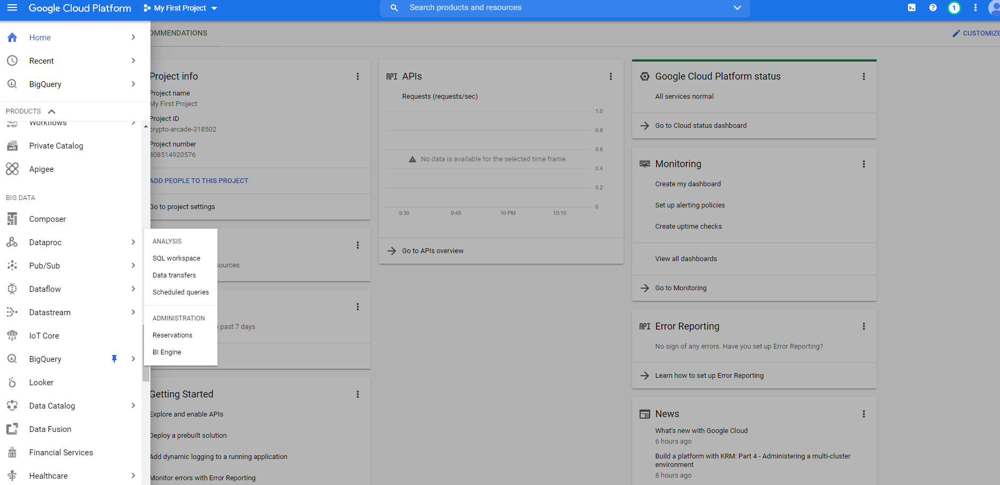 Google Cloud Platform
My First Project
Search products and resources
1
Home
Recent
BigQuery
PRODUCTS
Workflows
Private Catalog
Apigee
BIG DATA
Composer
Dataproc
Pub/Sub
Dataflow
Datastream
IoT Core
BigQuery
Looker
Data Catalog
Data Fusion
Financial Services
Healthcare
ANALYSIS
SQL workspace
Data transfers
Scheduled queries
ADMINISTRATION
Reservations
BI Engine
OMMENDATIONS
CUSTOMIZE
Project info
Project name
My First Project
Project ID
crypto-arcade-318502
Project number
308514920576
ADD PEOPLE TO THIS PROJECT
Go to project settings
sources
past 7 days
Getting Started
Explore and enable APIs
Deploy a prebuilt solution
Add dynamic logging to a running application
Monitor errors with Error Reporting
API APIs
Requests (requests/sec)
1.0
0.8
0.6
No data is available for the selected time frame.
0.4
0.2
0
9:30 9:45 10 PM 10:15
Go to APIs overview
Google Cloud Platform status
All services normal
Go to Cloud status dashboard
Monitoring
Create my dashboard
Set up alerting policies
Create uptime checks
View all dashboards
Go to Monitoring
API Error Reporting
No sign of any errors. Have you set up Error Reporting?
Learn how to set up Error Reporting
News
What's new with Google Cloud
6 hours ago
Build a platform with KRM: Part 4 - Administering a multi-cluster
environment
8 hours ago